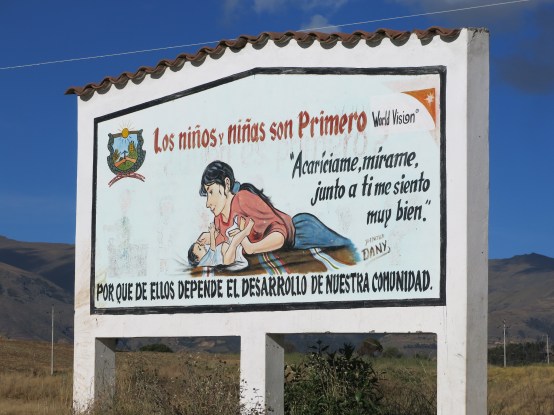 Los niños y niñas son Primero
World Vision®
"Acaríciame, mírame,
junto a ti me siento
muy bien."
DANY
POR QUE DE ELLOS DEPENDE EL DESARROLLO DE NUESTRA COMUNIDAD.